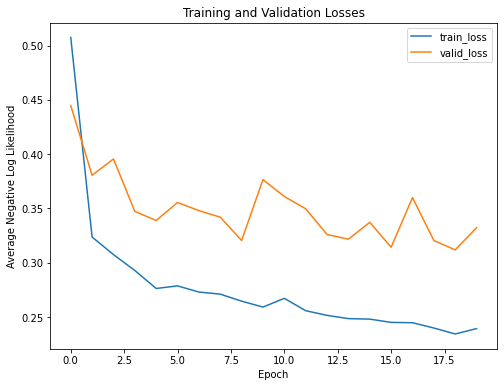 Training and Validation Losses
train_loss
valid_loss
Average Negative Log Likelihood
0.50
0.45
0.40
0.35
0.30
0.25
0.0 2.5 5.0 7.5 10.0 12.5 15.0 17.5
Epoch